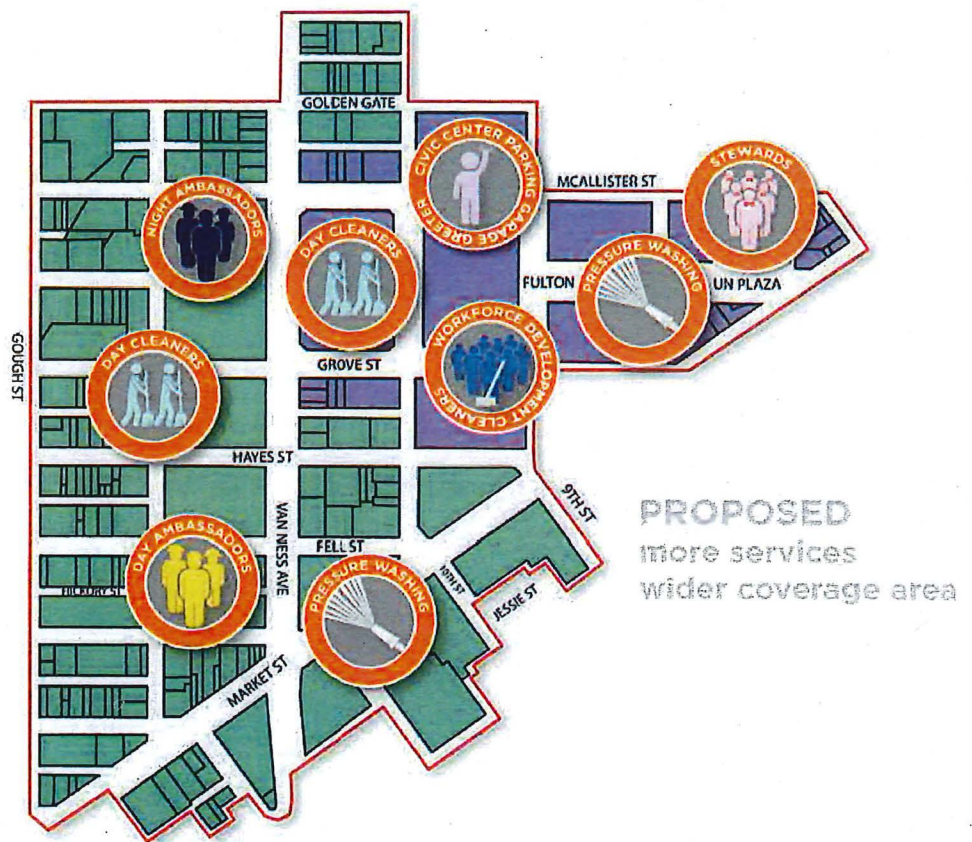 GOLDEN GATE
CIVIC CENTER PARKING GARAGE GREETER
STEWARDS
MCALLISTER ST
NIGHT AMBASSADORS
DAY CLEANERS
PRESSURE WASHING
FULTON
UN PLAZA
WORKFORCE DEVELOPMENT CLEANERS
GROVE ST
GOUGH ST
DAY CLEANERS
HAYES ST
9TH ST
VAN NESS AVE
PROPOSED
more services
wider coverage area
FELL ST
DAY AMBASSADORS
10TH ST
JESSIE ST
PRESSURE WASHING
MARKET ST